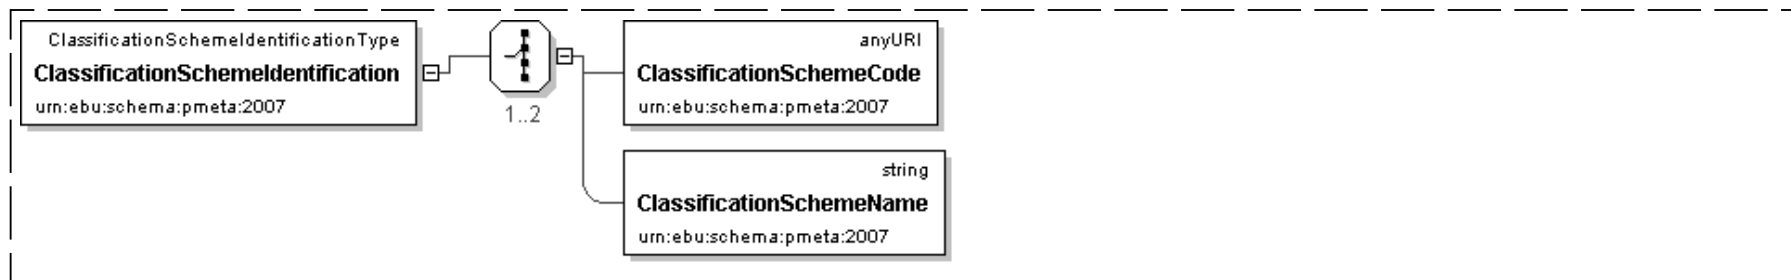 ClassificationSchemeIdentificationType
ClassificationSchemeIdentification
urn:ebu:schema:pmeta:2007
1..2
anyURI
ClassificationSchemeCode
urn:ebu:schema:pmeta:2007
string
ClassificationSchemeName
urn:ebu:schema:pmeta:2007